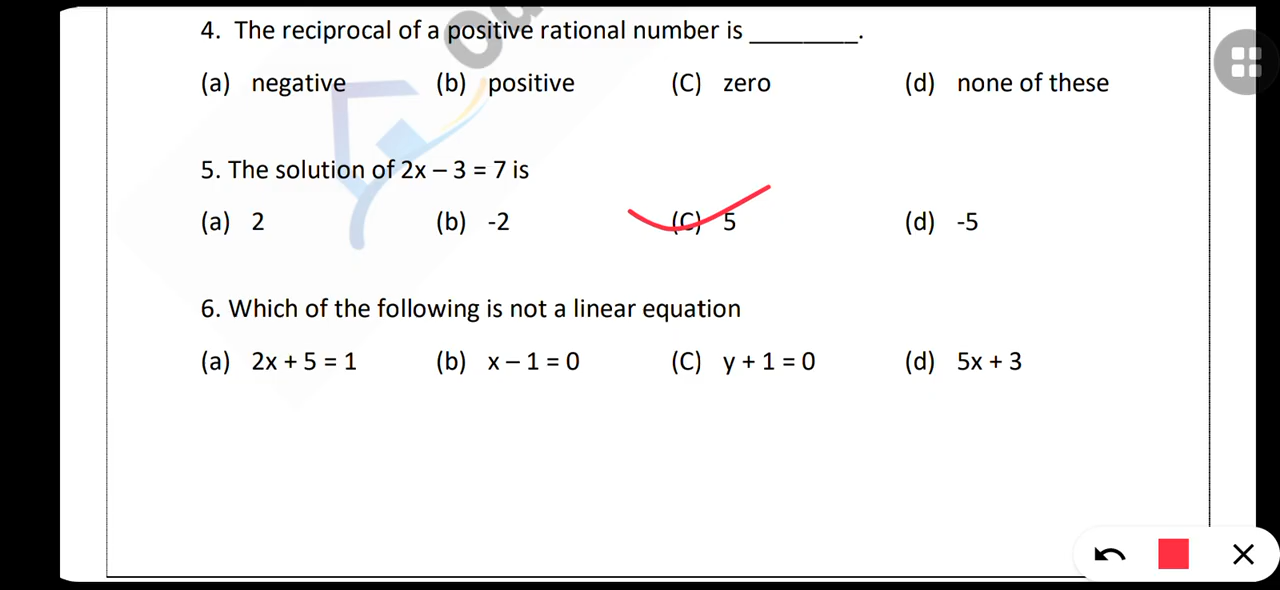 4. The reciprocal of a positive rational number is ________.
(a) negative (b) positive (C) zero (d) none of these
5. The solution of 2x – 3 = 7 is
(a) 2 (b) -2 (C) 5 (d) -5
6. Which of the following is not a linear equation
(a) 2x + 5 = 1 (b) x – 1 = 0 (C) y + 1 = 0 (d) 5x + 3